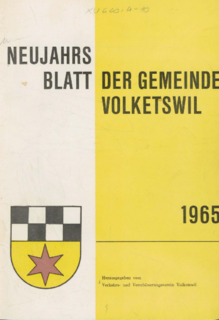 NEUJAHRS
BLATT DER GEMEINDE
VOLKETSWIL
1965
Herausgegeben vom
Verkehrs- und Verschönerungsverein Volketswil